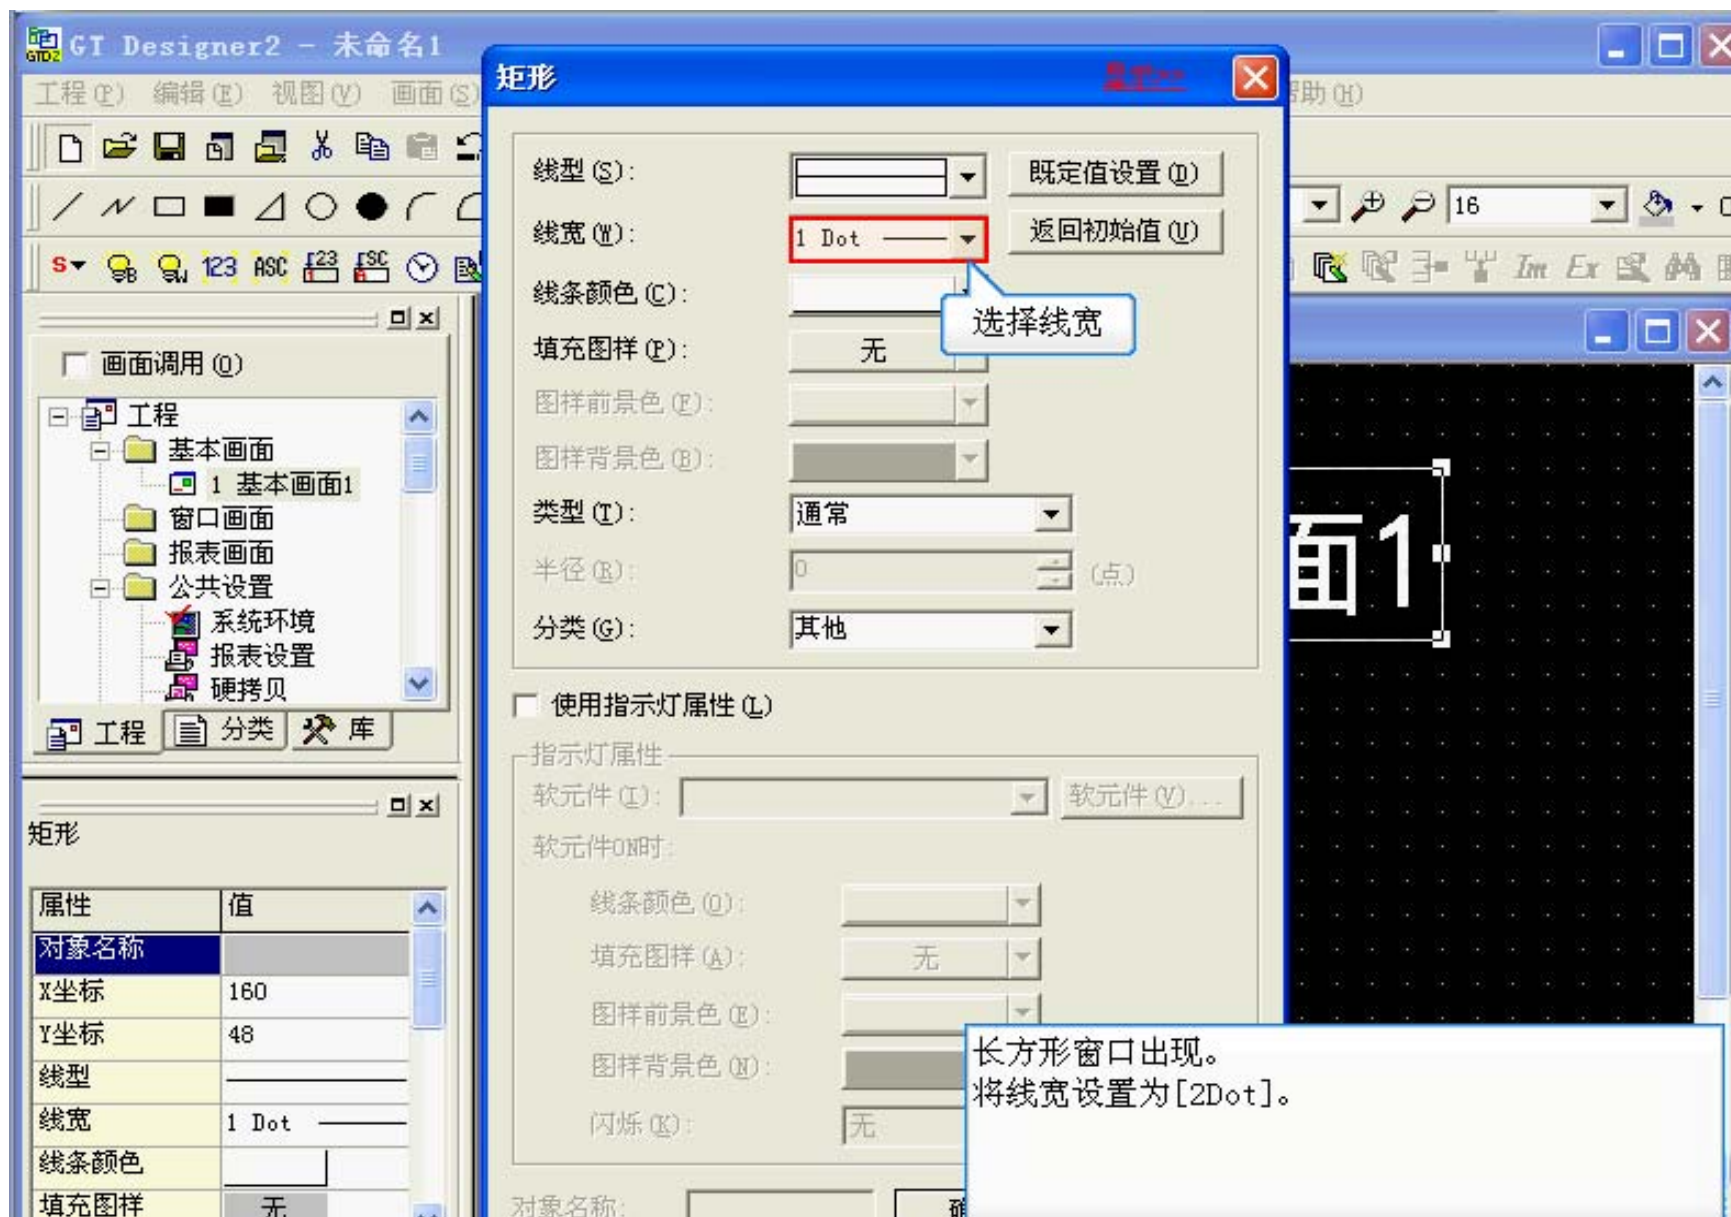 GT Designer2 - 未命名1
工程(P) 编辑(E) 视图(V) 画面(S)
助(H)
16
123 ASC
画面调用(O)
工程
基本画面
1 基本画面1
窗口画面
报表画面
公共设置
系统环境
报表设置
硬拷贝
工程 分类 库
矩形
属性 值
对象名称
X坐标 160
Y坐标 48
线型
线宽 1 Dot
线条颜色
填充图样 无
矩形
线型(S):
既定值设置(D)
线宽(W): 1 Dot
返回初始值(U)
线条颜色(C):
选择线宽
填充图样(P): 无
图样前景色(F):
图样背景色(B):
类型(T): 通常
半径(R): 0 (点)
分类(G): 其他
使用指示灯属性(L)
指示灯属性
软元件(I): 软元件(V)...
软元件ON时:
线条颜色(O):
填充图样(A): 无
图样前景色(E):
图样背景色(N):
闪烁(K): 无
对象名称:
面1
长方形窗口出现。
将线宽设置为[2Dot]。